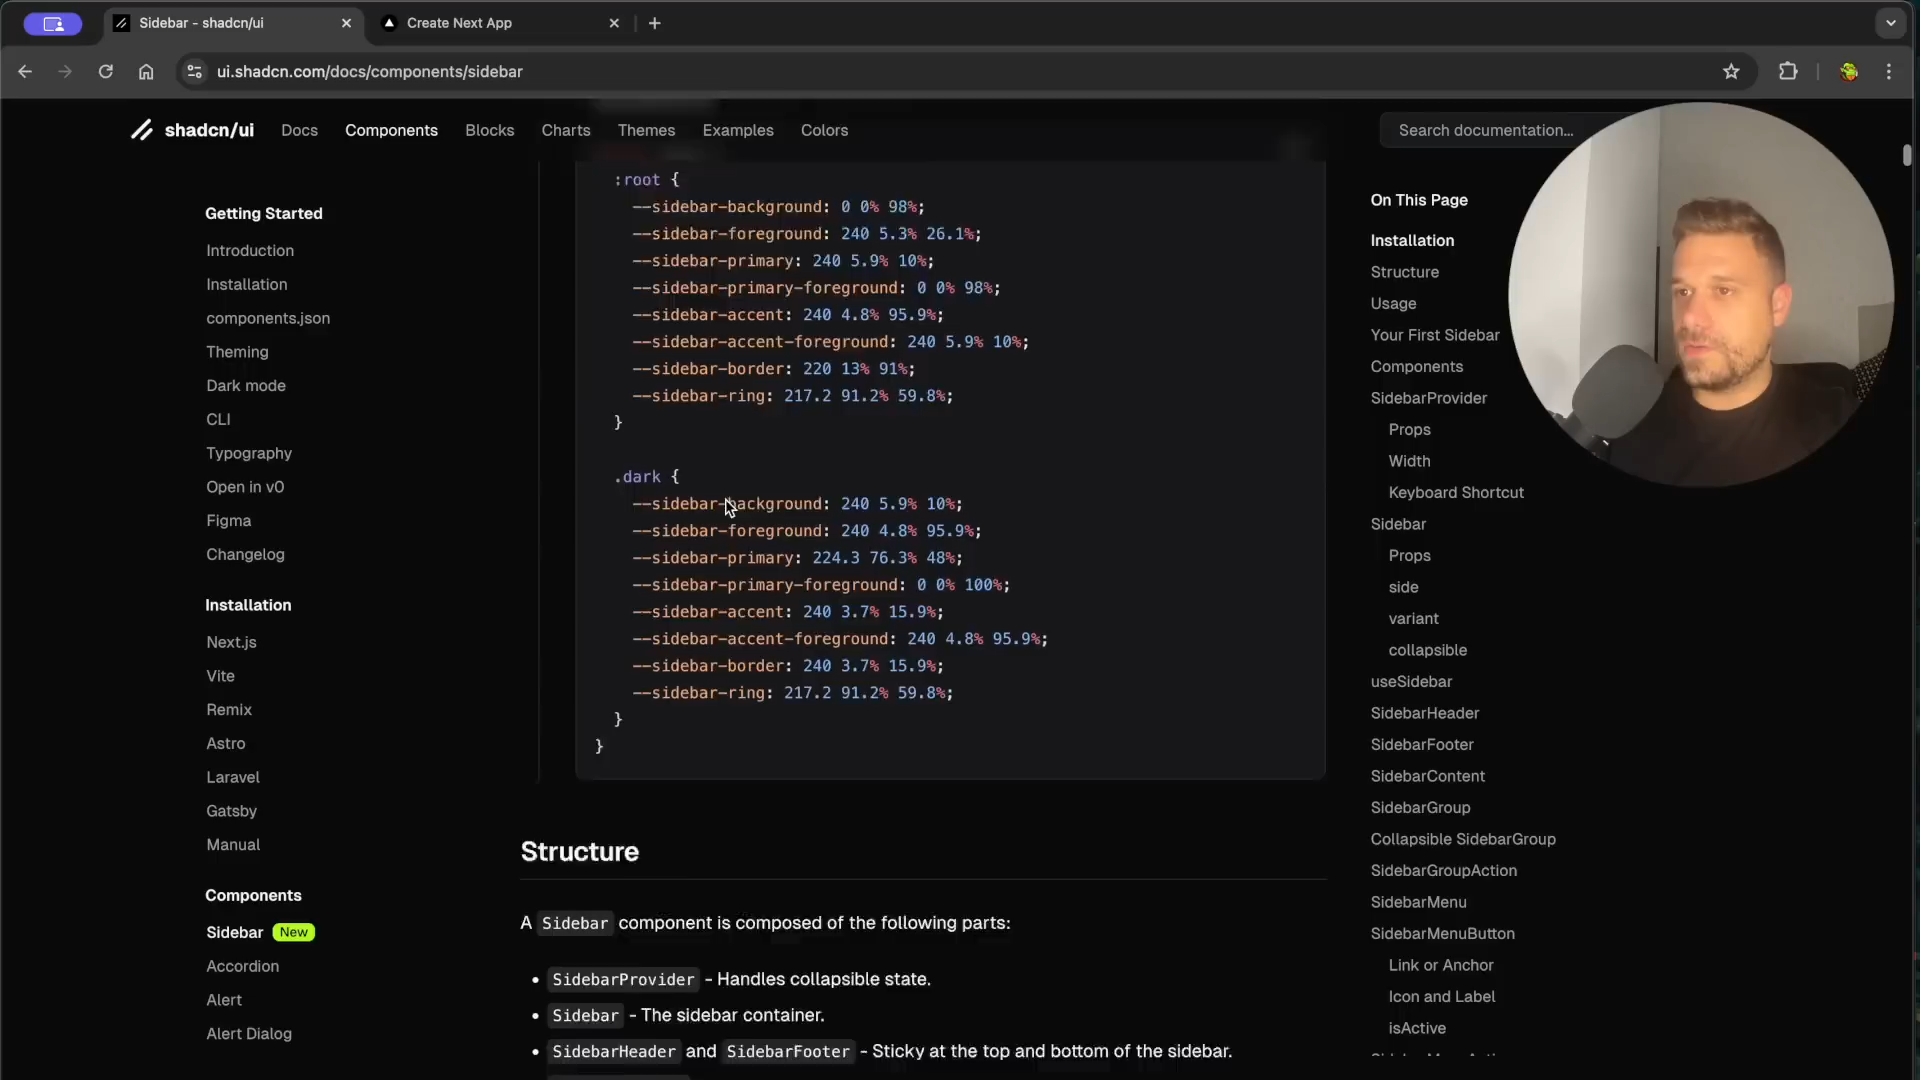 Sidebar - shadcn/ui
Create Next App
ui.shadcn.com/docs/components/sidebar
shadcn/ui
Docs
Components
Blocks
Charts
Themes
Examples
Colors
Search documentation...
Getting Started
Introduction
Installation
components.json
Theming
Dark mode
CLI
Typography
Open in v0
Figma
Changelog
Installation
Next.js
Vite
Remix
Astro
Laravel
Gatsby
Manual
Components
Sidebar New
Accordion
Alert
Alert Dialog
:root {
--sidebar-background: 0 0% 98%;
--sidebar-foreground: 240 5.3% 26.1%;
--sidebar-primary: 240 5.9% 10%;
--sidebar-primary-foreground: 0 0% 98%;
--sidebar-accent: 240 4.8% 95.9%;
--sidebar-accent-foreground: 240 5.9% 10%;
--sidebar-border: 220 13% 91%;
--sidebar-ring: 217.2 91.2% 59.8%;
}
.dark {
--sidebar-background: 240 5.9% 10%;
--sidebar-foreground: 240 4.8% 95.9%;
--sidebar-primary: 224.3 76.3% 48%;
--sidebar-primary-foreground: 0 0% 100%;
--sidebar-accent: 240 3.7% 15.9%;
--sidebar-accent-foreground: 240 4.8% 95.9%;
--sidebar-border: 240 3.7% 15.9%;
--sidebar-ring: 217.2 91.2% 59.8%;
}
}
Structure
A Sidebar component is composed of the following parts:
• SidebarProvider - Handles collapsible state.
• Sidebar - The sidebar container.
• SidebarHeader and SidebarFooter - Sticky at the top and bottom of the sidebar.
On This Page
Installation
Structure
Usage
Your First Sidebar
Components
SidebarProvider
Props
Width
Keyboard Shortcut
Sidebar
Props
side
variant
collapsible
useSidebar
SidebarHeader
SidebarFooter
SidebarContent
SidebarGroup
Collapsible SidebarGroup
SidebarGroupAction
SidebarMenu
SidebarMenuButton
Link or Anchor
Icon and Label
isActive